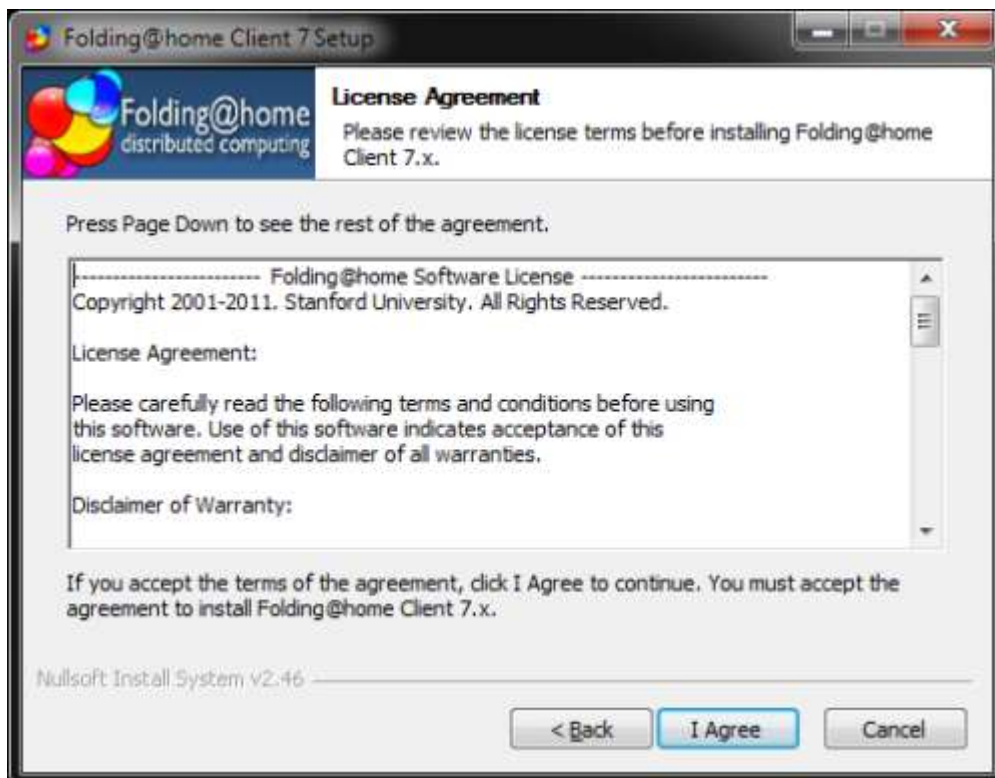 Folding@home Client 7 Setup
Folding@home
distributed computing
License Agreement
Please review the license terms before installing Folding@home
Client 7.x.
Press Page Down to see the rest of the agreement.
------------------------ Folding@home Software License ------------------------
Copyright 2001-2011. Stanford University. All Rights Reserved.
License Agreement:
Please carefully read the following terms and conditions before using
this software. Use of this software indicates acceptance of this
license agreement and disclaimer of all warranties.
Disclaimer of Warranty:
If you accept the terms of the agreement, click I Agree to continue. You must accept the
agreement to install Folding@home Client 7.x.
Nullsoft Install System v2.46
< Back
I Agree
Cancel